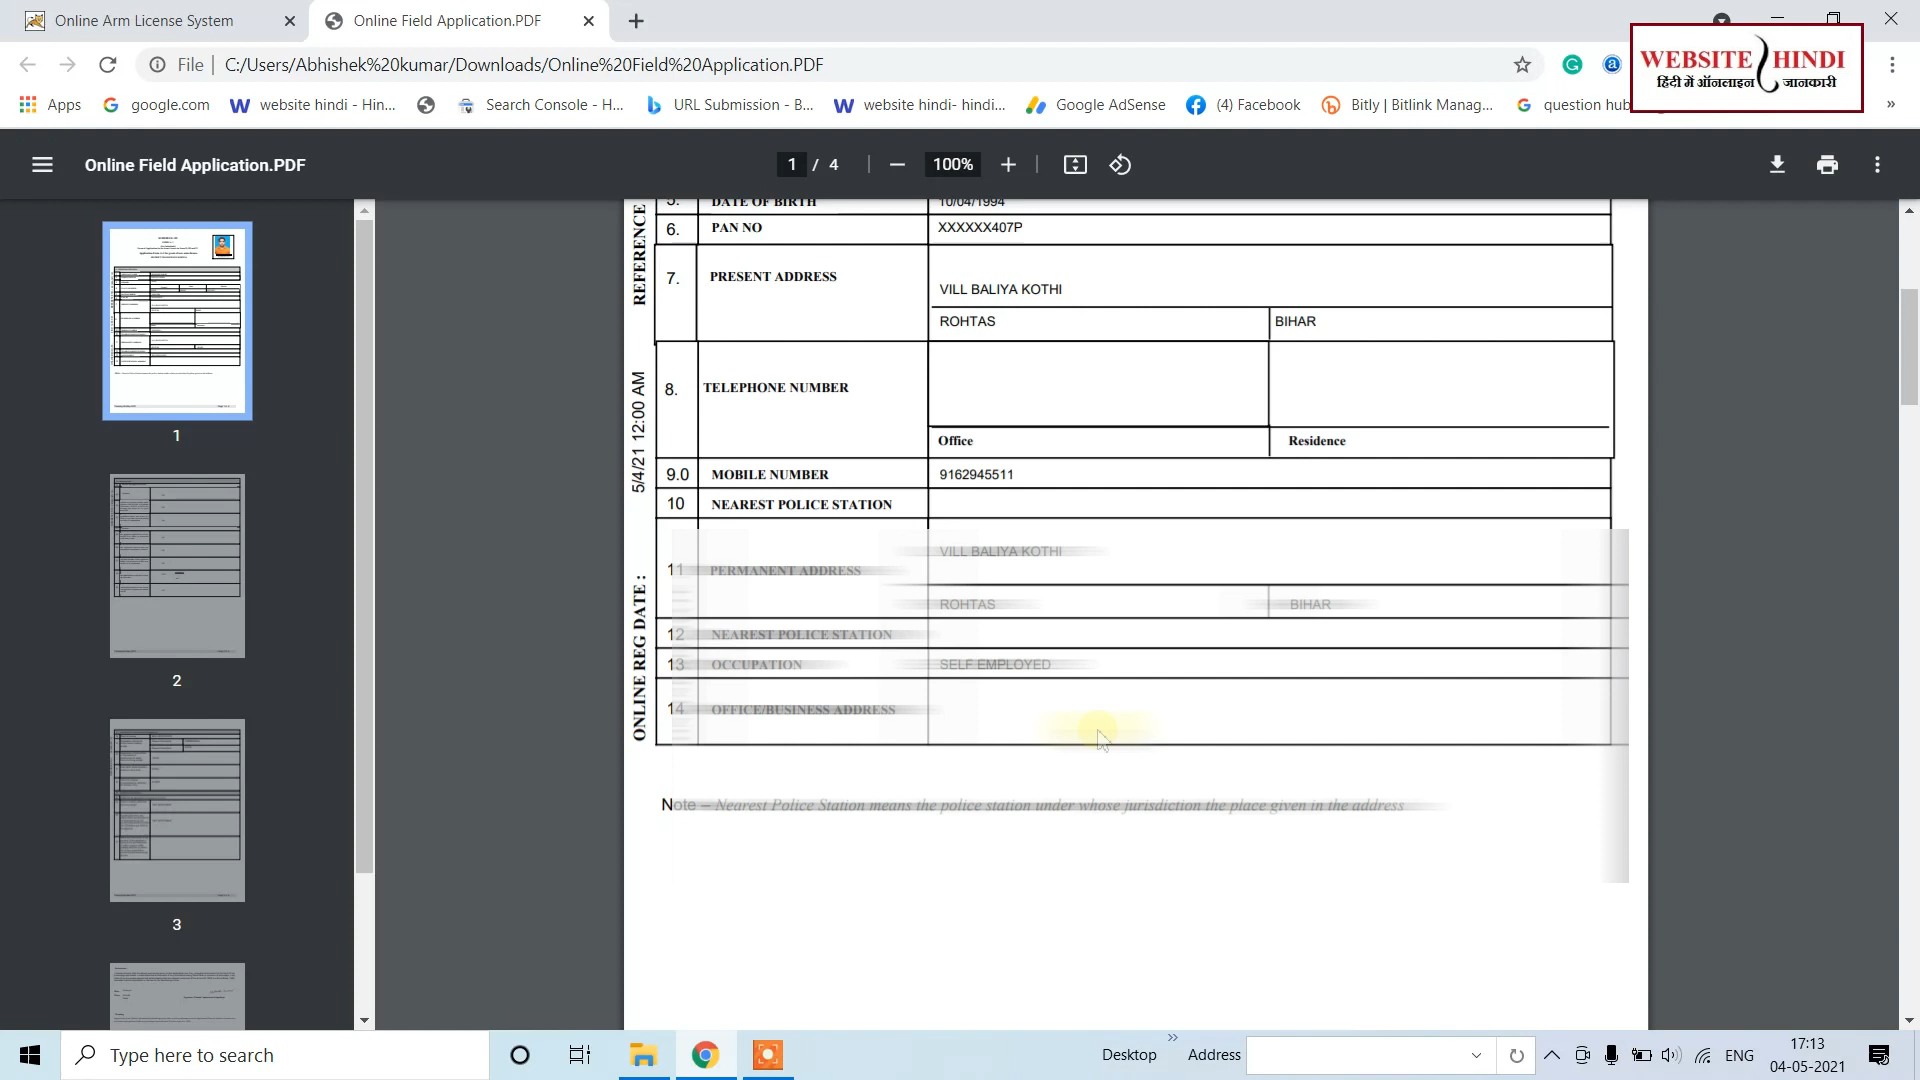 Online Arm License System
Online Field Application.PDF
File
C:/Users/Abhishek%20kumar/Downloads/Online%20Field%20Application.PDF
WEBSITE HINDI
हिंदी में ऑनलाइन जानकारी
Apps
google.com
website hindi - Hin...
Search Console - H...
URL Submission - B...
website hindi- hindi...
Google AdSense
(4) Facebook
Bitly | Bitlink Manag...
question hub
Online Field Application.PDF
1 / 4
100%
1
2
3
REFERENCE
5/4/21 12:00 AM
ONLINE REG DATE :
5. DATE OF BIRTH 10/04/1994
6. PAN NO XXXXXX407P
7. PRESENT ADDRESS
VILL BALIYA KOTHI
ROHTAS BIHAR
8. TELEPHONE NUMBER
Office Residence
9.0 MOBILE NUMBER 9162945511
10 NEAREST POLICE STATION
VILL BALIYA KOTHI
11 PERMANENT ADDRESS
ROHTAS BIHAR
12 NEAREST POLICE STATION
13 OCCUPATION SELF EMPLOYED
14 OFFICE/BUSINESS ADDRESS
Note – Nearest Police Station means the police station under whose jurisdiction the place given in the address
Type here to search
Desktop
Address
ENG
17:13
04-05-2021